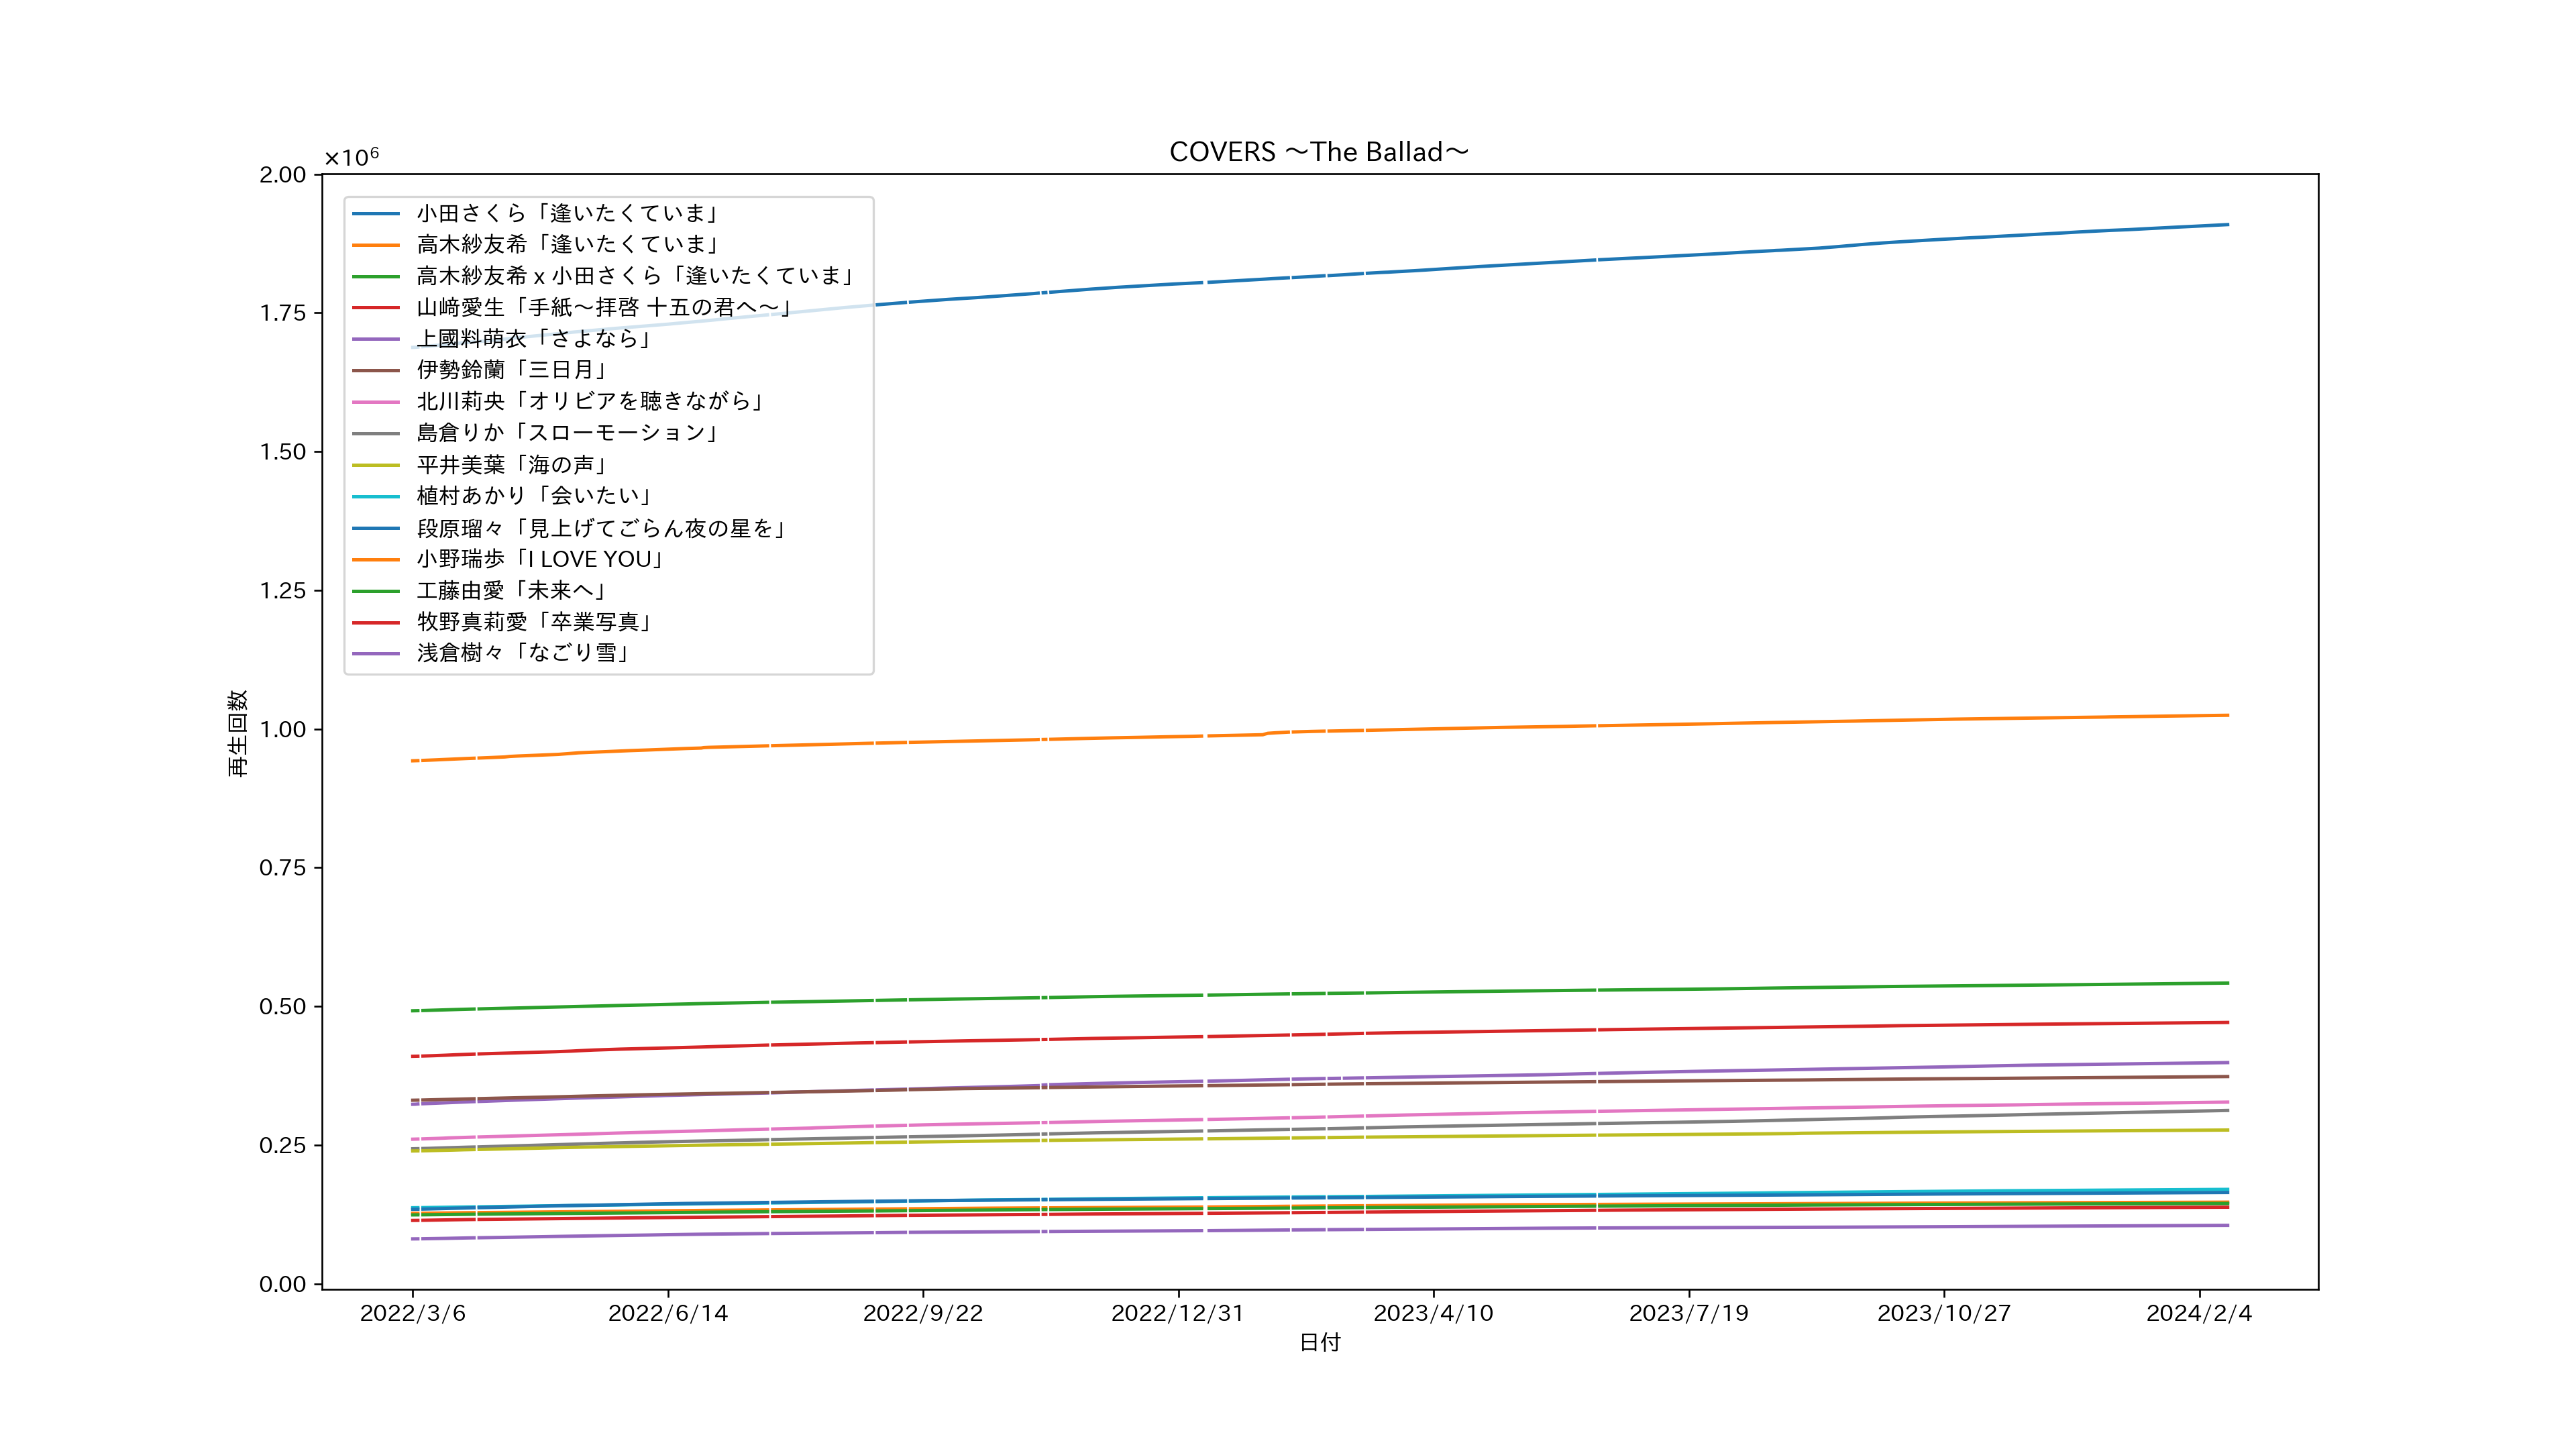 COVERS ～The Ballad～
×10⁶
2.00
1.75
1.50
1.25
1.00
0.75
0.50
0.25
0.00
再生回数
小田さくら「逢いたくていま」
高木紗友希「逢いたくていま」
高木紗友希 x 小田さくら「逢いたくていま」
山﨑愛生「手紙～拝啓 十五の君へ～」
上國料萌衣「さよなら」
伊勢鈴蘭「三日月」
北川莉央「オリビアを聴きながら」
島倉りか「スローモーション」
平井美葉「海の声」
植村あかり「会いたい」
段原瑠々「見上げてごらん夜の星を」
小野瑞歩「I LOVE YOU」
工藤由愛「未来へ」
牧野真莉愛「卒業写真」
浅倉樹々「なごり雪」
2022/3/6
2022/6/14
2022/9/22
2022/12/31
2023/4/10
2023/7/19
2023/10/27
2024/2/4
日付